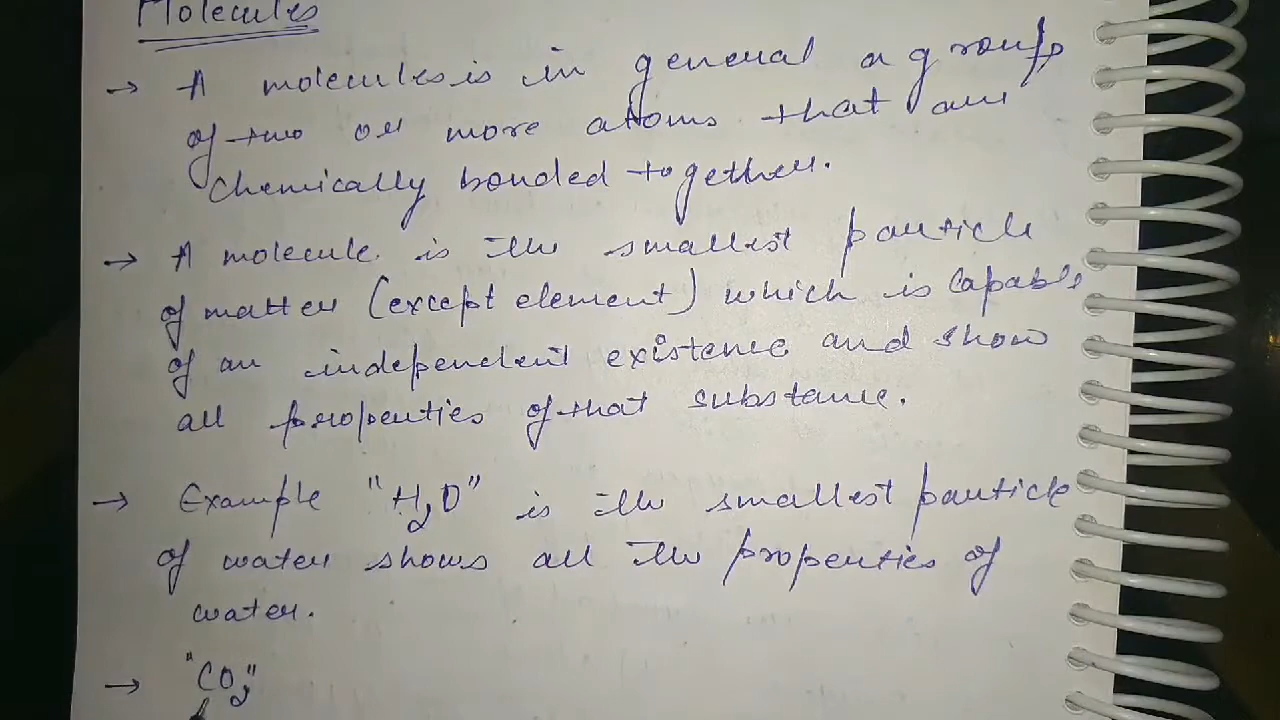 Molecules
→ A molecules is in general a group
of two or more atoms that are
chemically bonded together.
→ A molecule is the smallest particle
of matter (except element) which is capable
of an independent existence and show
all properties of that substance.
→ Example "H₂O" is the smallest particle
of water shows all the properties of
water.
→ "CO₂"